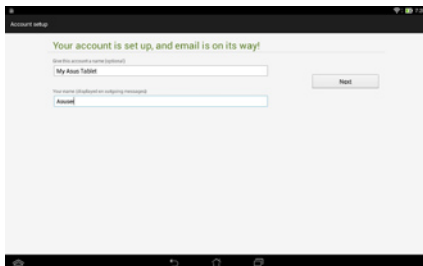 Account setup
Your account is set up, and email is on its way!
Give this account a name (optional)
My Asus Tablet
Next
Your name (displayed on outgoing messages)